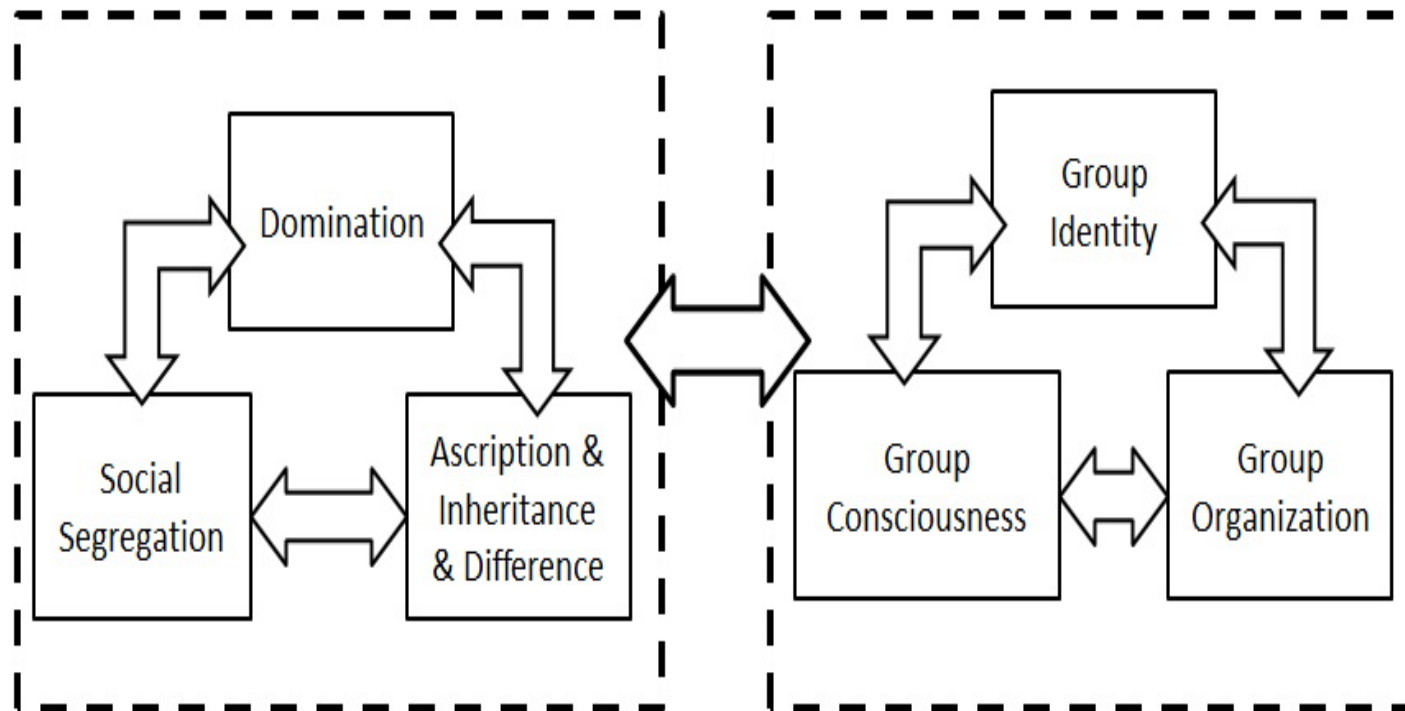 Domination
Social
Segregation
Ascription &
Inheritance
& Difference
Group
Identity
Group
Consciousness
Group
Organization